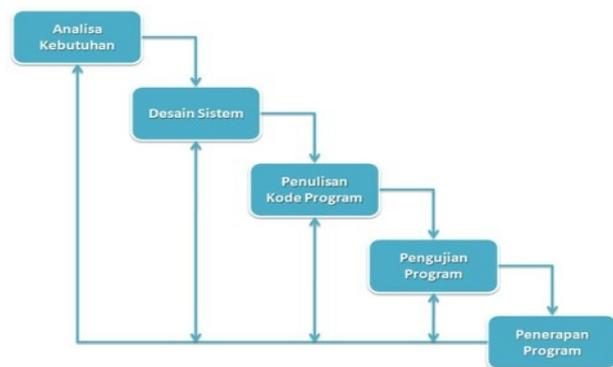 Analisa
Kebutuhan
Desain Sistem
Penulisan
Kode Program
Pengujian
Program
Penerapan
Program